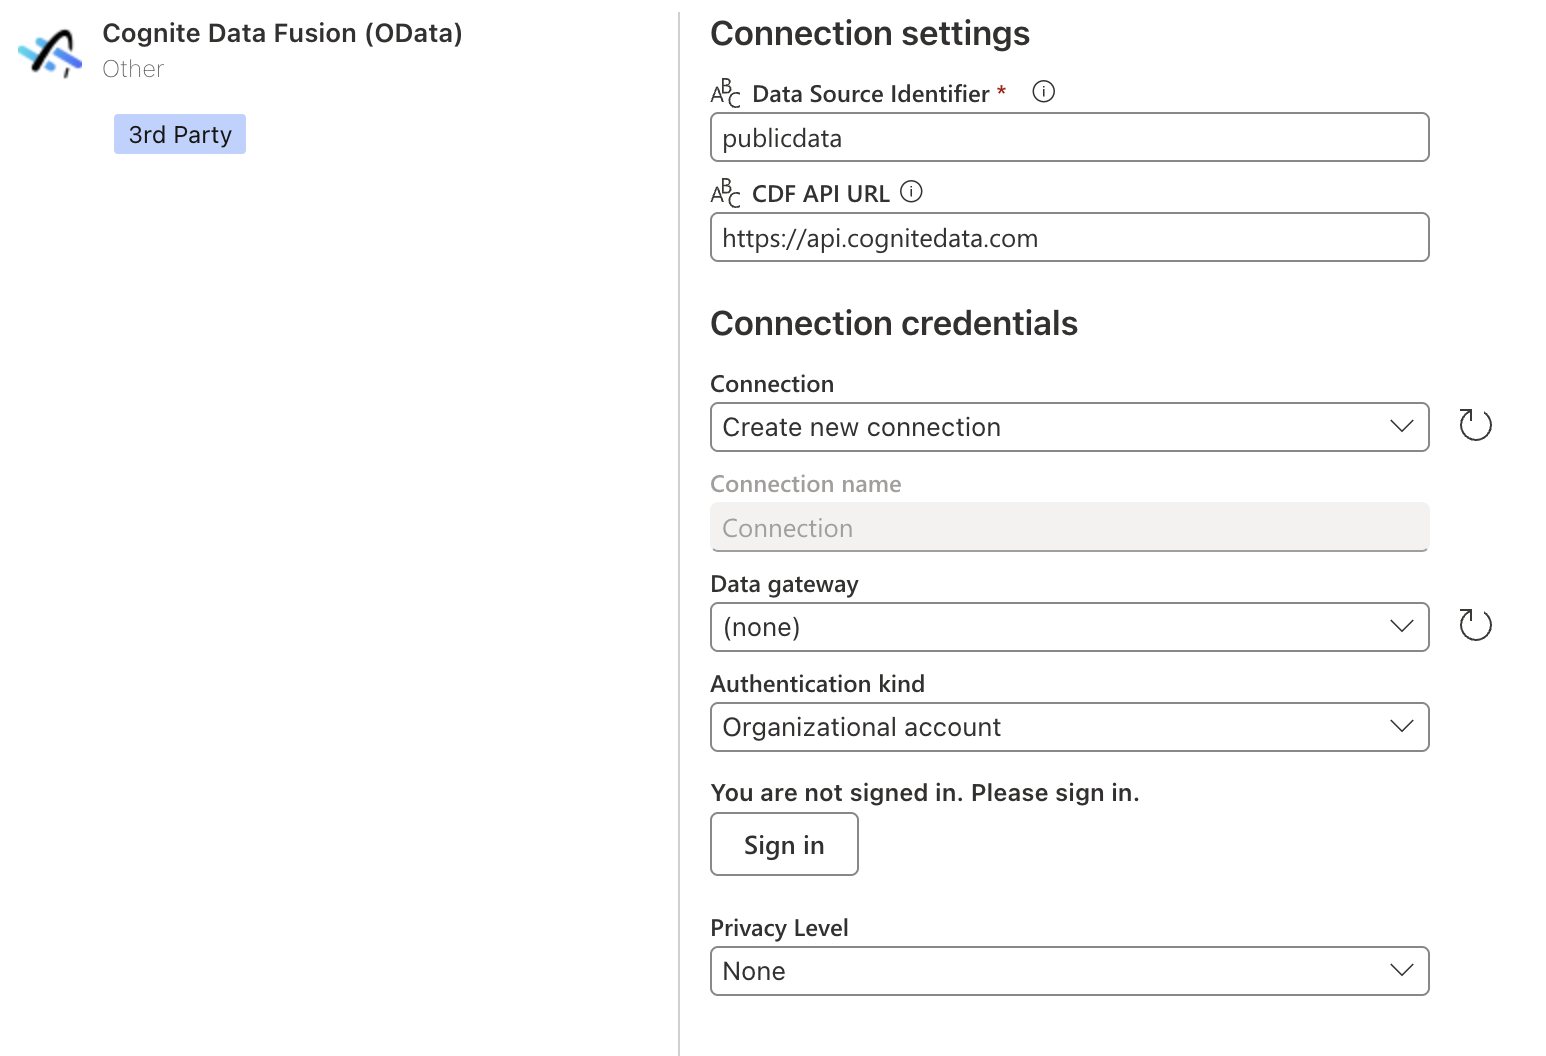 Cognite Data Fusion (OData)
Other
3rd Party
Connection settings
ABC Data Source Identifier *
publicdata
ABC CDF API URL
https://api.cognitedata.com
Connection credentials
Connection
Create new connection
Connection name
Connection
Data gateway
(none)
Authentication kind
Organizational account
You are not signed in. Please sign in.
Sign in
Privacy Level
None